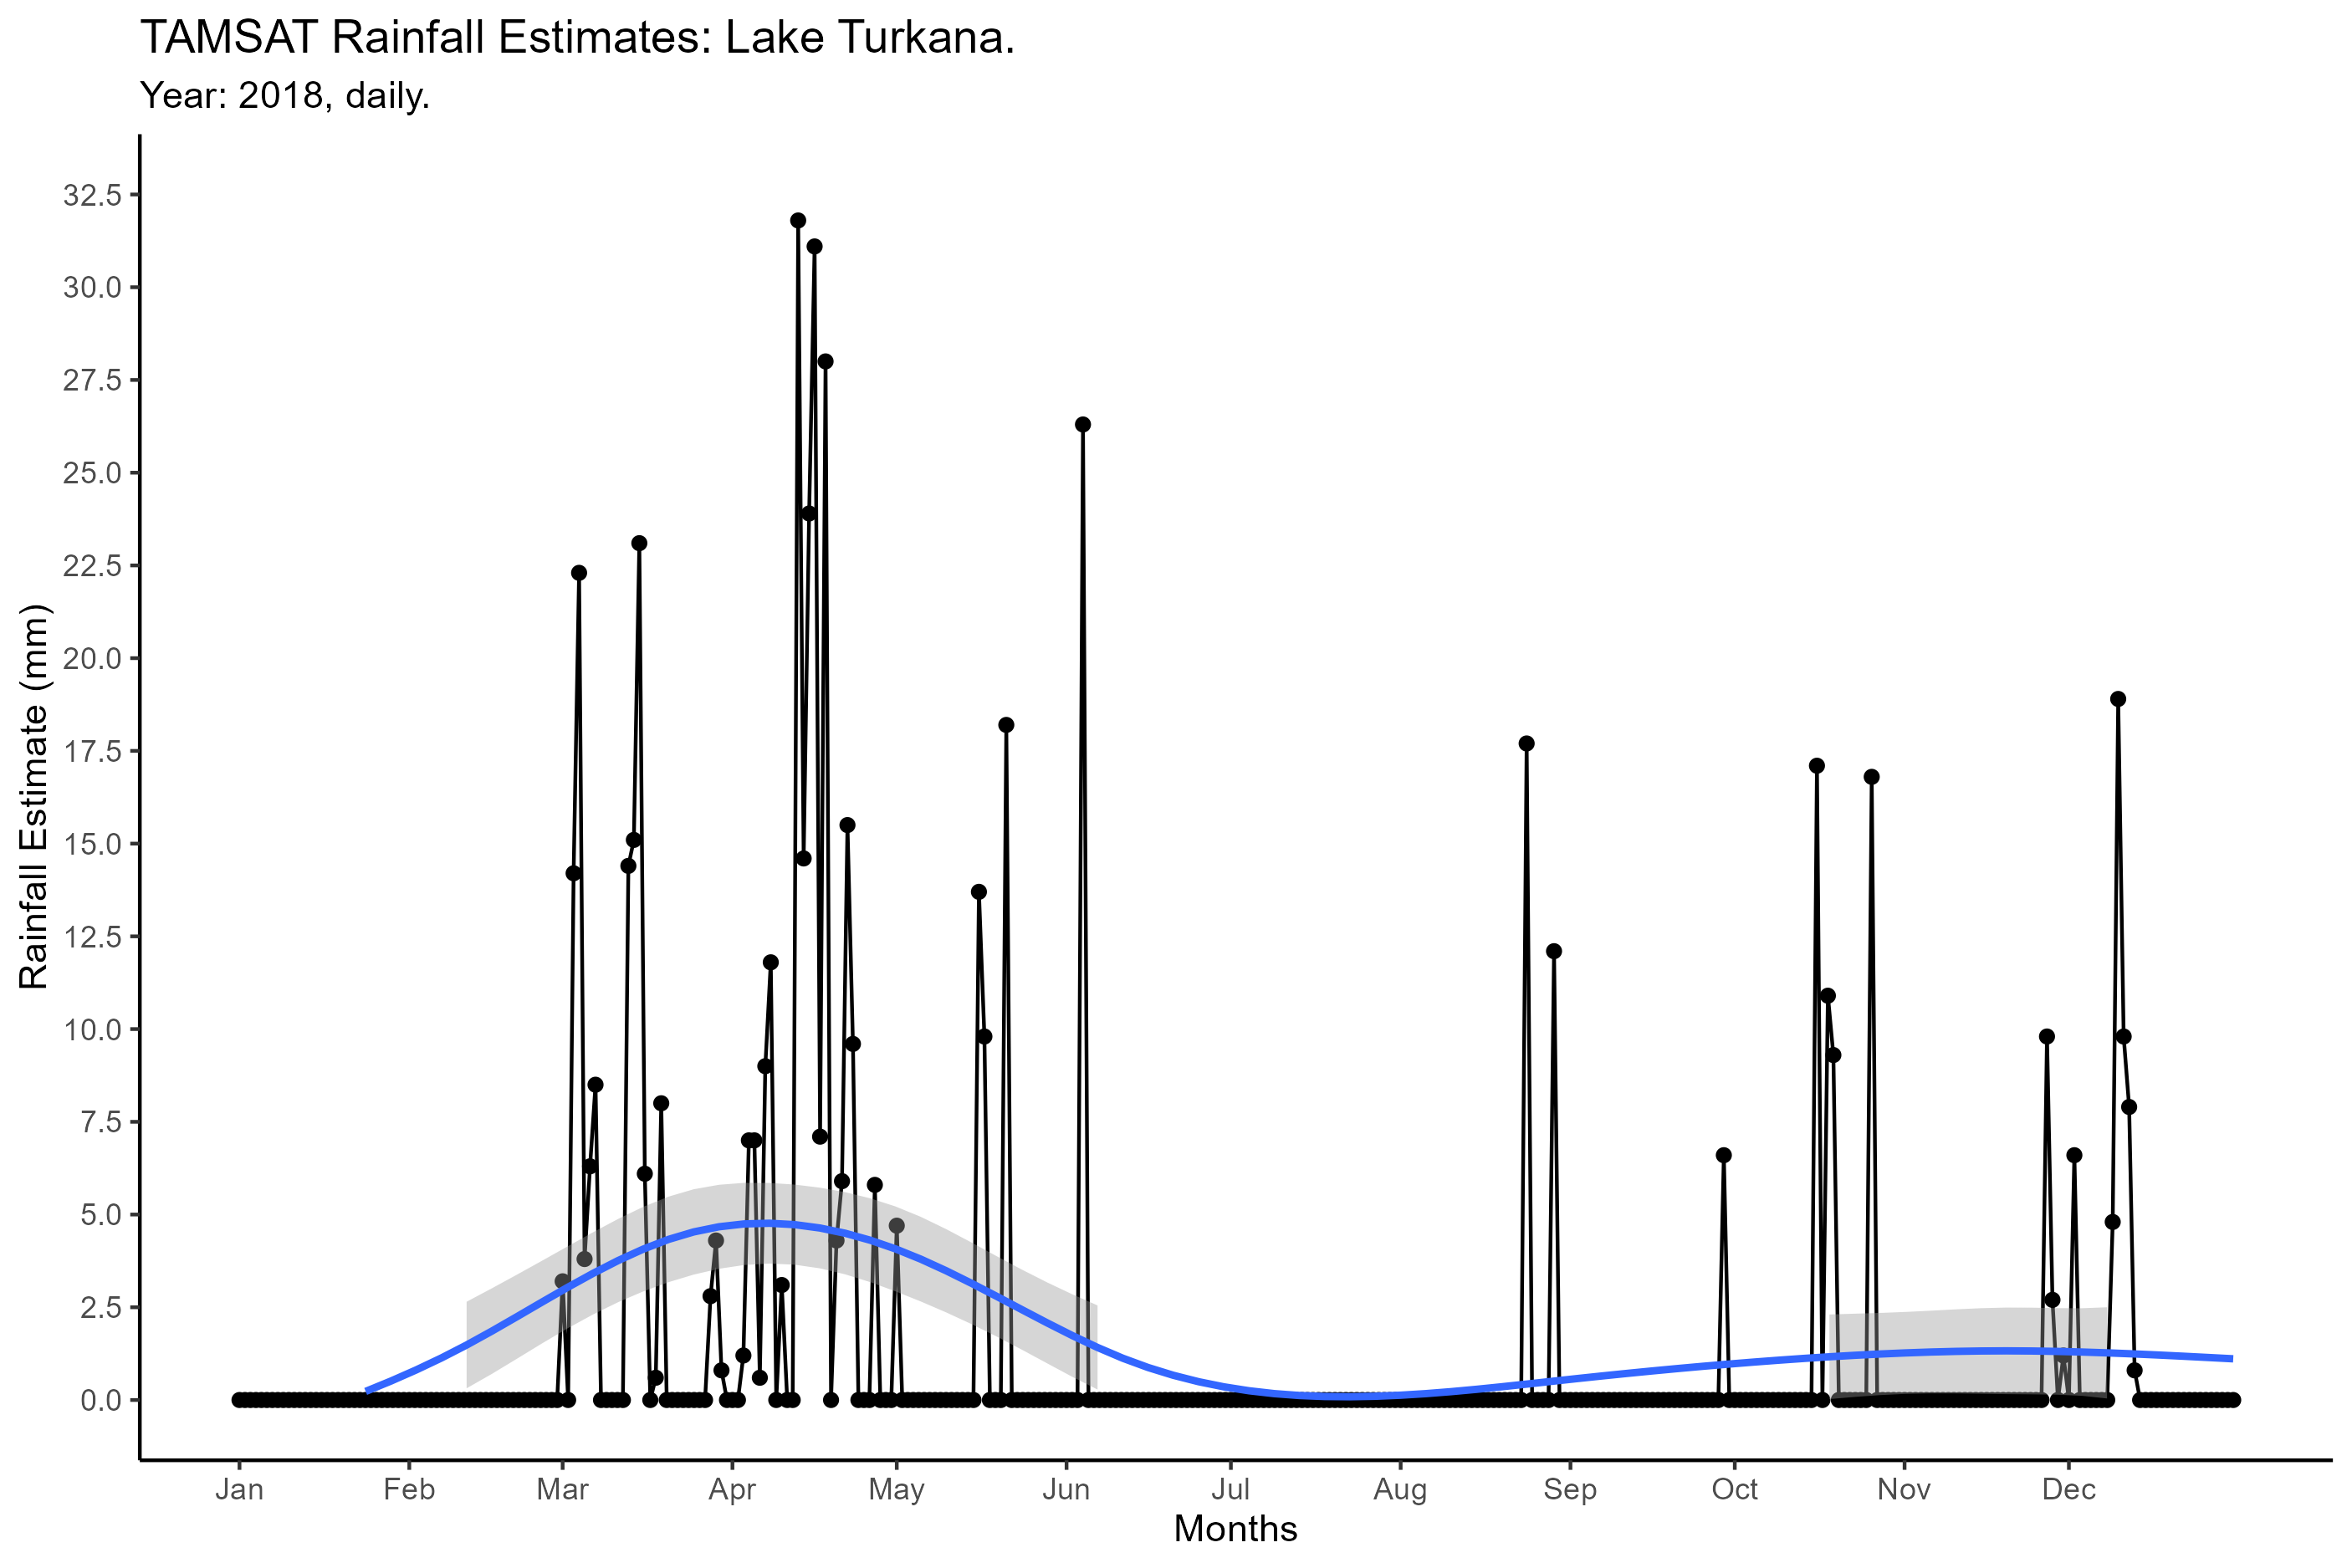 TAMSAT Rainfall Estimates: Lake Turkana.
Year: 2018, daily.
Rainfall Estimate (mm)
32.5
30.0
27.5
25.0
22.5
20.0
17.5
15.0
12.5
10.0
7.5
5.0
2.5
0.0
Jan Feb Mar Apr May Jun Jul Aug Sep Oct Nov Dec
Months